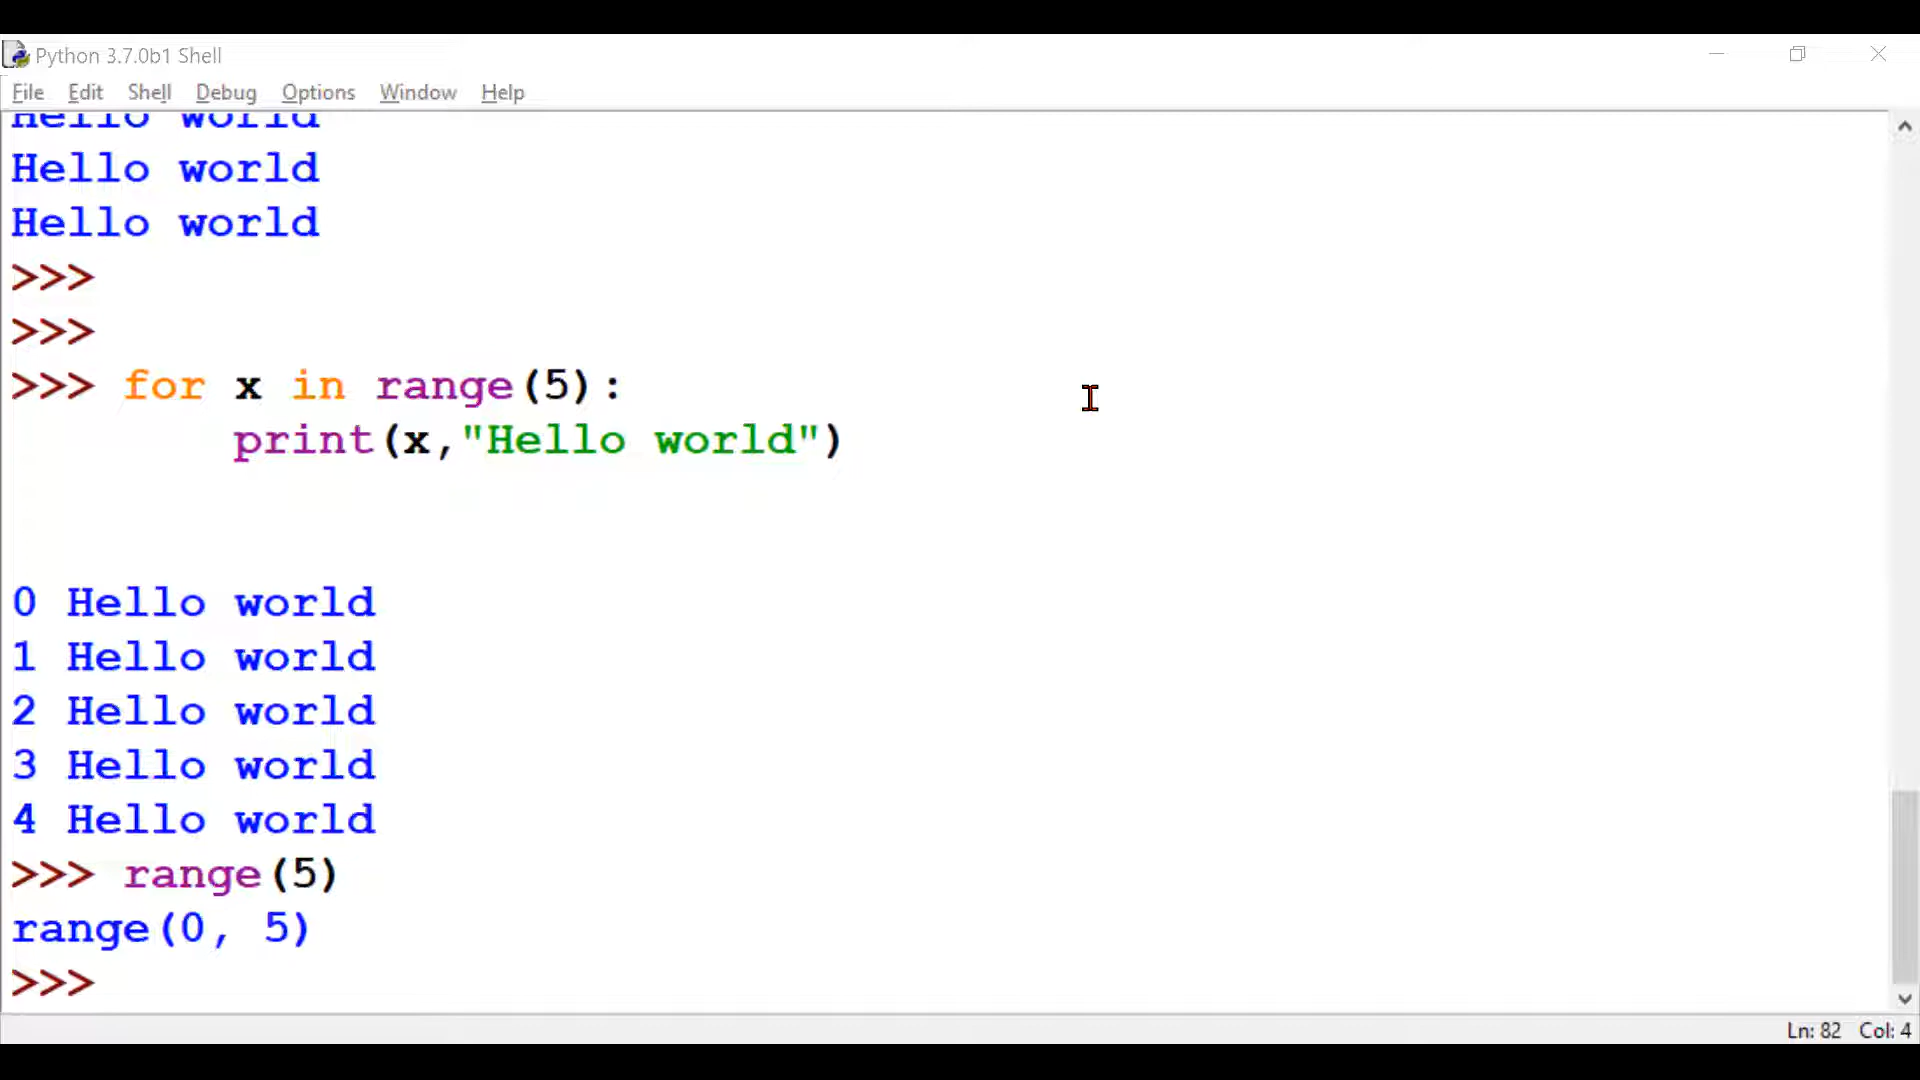 Python 3.7.0b1 Shell
File Edit Shell Debug Options Window Help
Hello world
Hello world
Hello world
>>>
>>>
>>> for x in range(5):
        print(x,"Hello world")
0 Hello world
1 Hello world
2 Hello world
3 Hello world
4 Hello world
>>> range(5)
range(0, 5)
>>>
Ln: 82 Col: 4